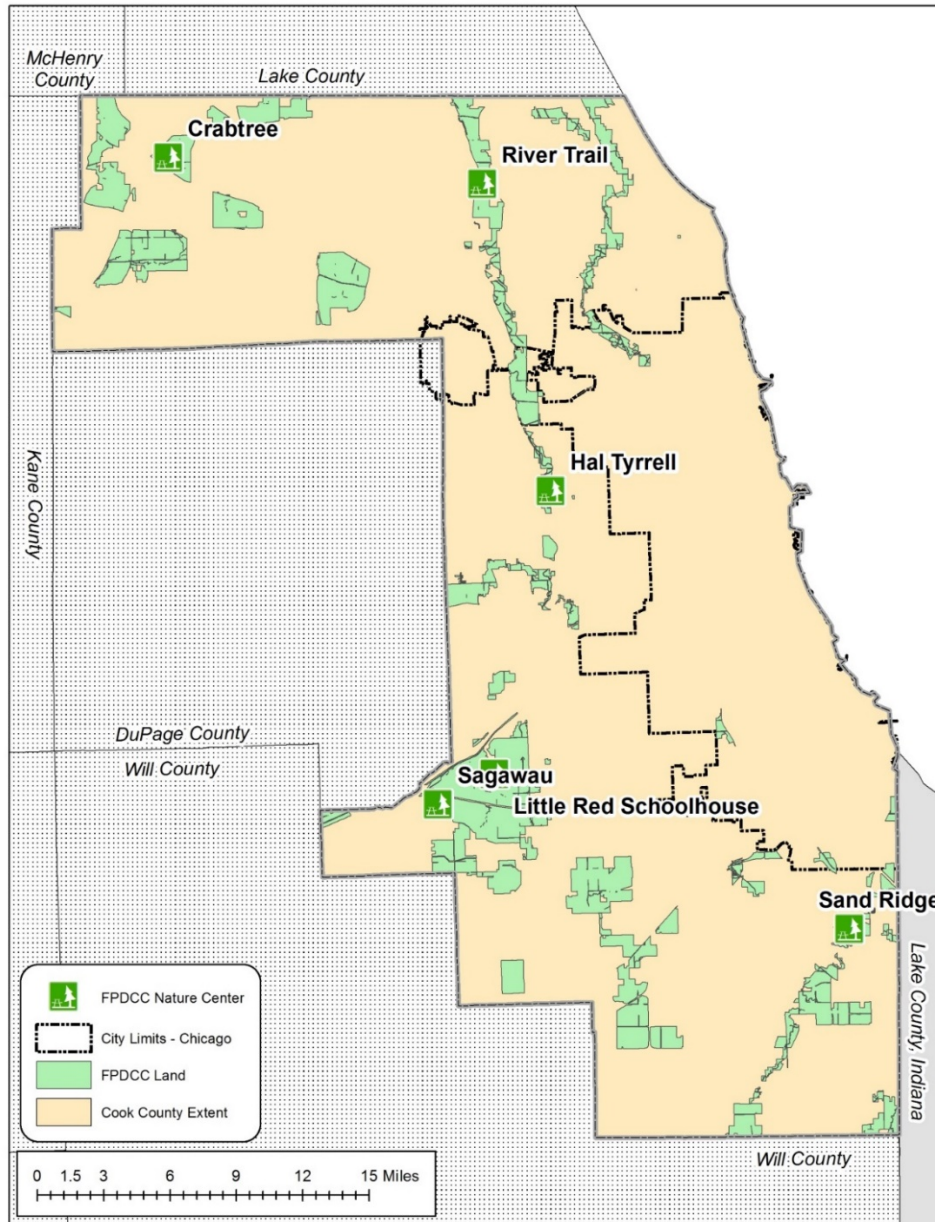 McHenry
County
Lake County
Crabtree
River Trail
Hal Tyrrell
Kane County
DuPage County
Will County
Sagawau
Little Red Schoolhouse
Sand Ridge
Lake County, Indiana
FPDCC Nature Center
City Limits - Chicago
FPDCC Land
Cook County Extent
Will County
0 1.5 3 6 9 12 15 Miles